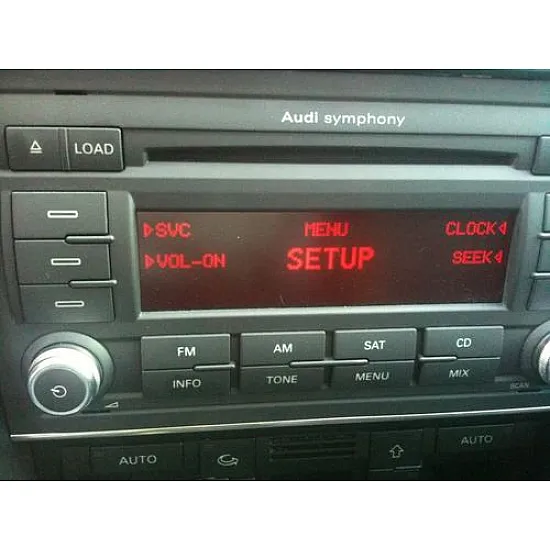 Audi symphony
LOAD
SVC MENU CLOCK
VOL-ON SETUP SEEK
FM AM SAT CD
INFO TONE MENU MIX
SCAN
AUTO AUTO